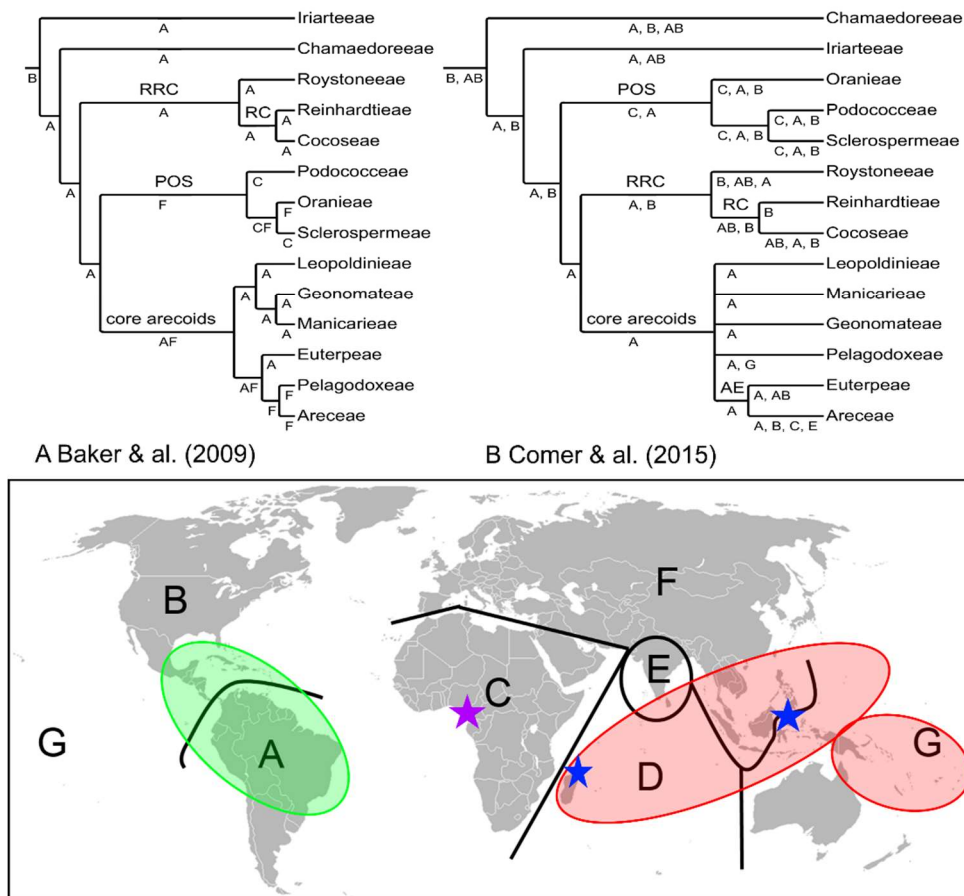 Iriarteeae
A
Chamaedoreeae
B
A
RRC
Roystoneeae
A
A
A
RC
Reinhardtieae
A
A
Cocoseae
A
POS
Podococceae
C
A
F
Oranieae
F
CF
Sclerospermeae
C
Leopoldinieae
A
A
A
Geonomateae
A
core arecoids
A
Manicarieae
A
AF
Euterpeae
A
AF
Pelagodoxeae
F
F
Areceae
F
A Baker & al. (2009)
Chamaedoreeae
A, B, AB
Iriarteeae
B, AB
A, AB
POS
Oranieae
C, A, B
C, A
A, B
Podococceae
C, A, B
C, A, B
Sclerospermeae
C, A, B
RRC
Roystoneeae
B, AB, A
A, B
A, B
RC
Reinhardtieae
B
AB, B
Cocoseae
AB, A, B
A
Leopoldinieae
A
Manicarieae
A
core arecoids
Geonomateae
A
A
Pelagodoxeae
A, G
AE
Euterpeae
A, AB
A
Areceae
A, B, C, E
B Comer & al. (2015)
B
F
E
C
G
A
D
G